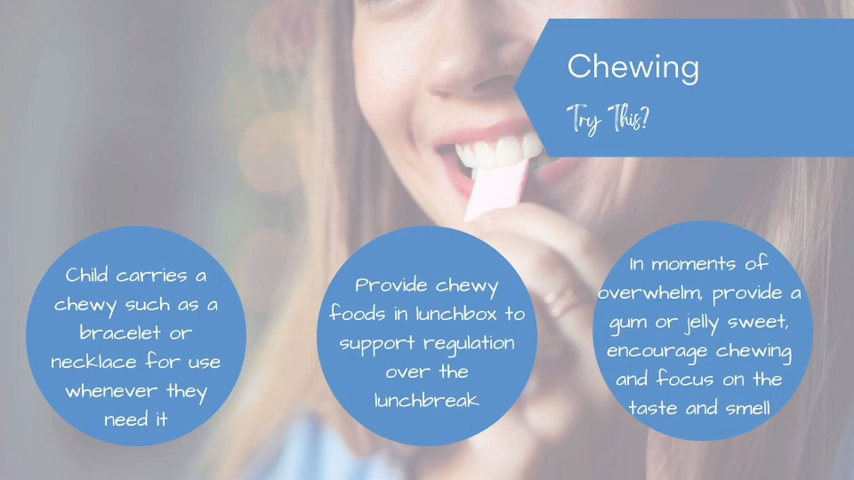 Chewing
Try This?
Child carries a
chewy such as a
bracelet or
necklace for use
whenever they
need it
Provide chewy
foods in lunchbox to
support regulation
over the
lunchbreak
In moments of
overwhelm, provide a
gum or jelly sweet,
encourage chewing
and focus on the
taste and smell